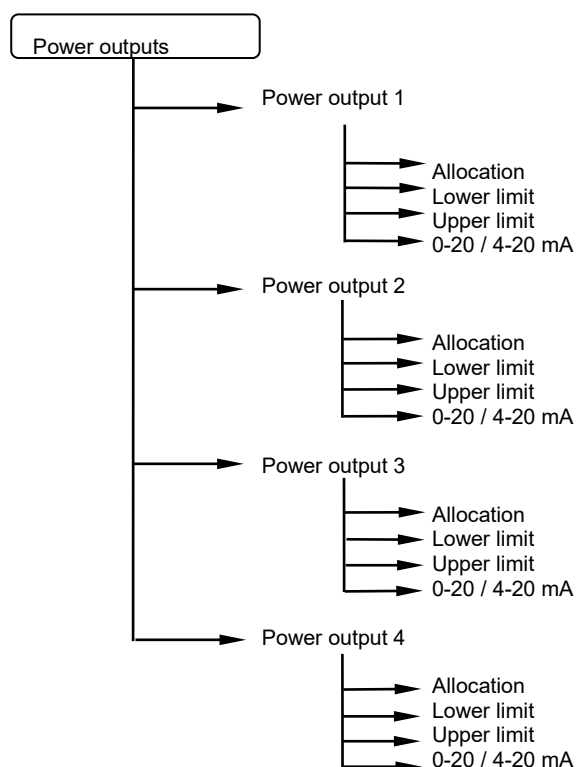 Power outputs
Power output 1
Allocation
Lower limit
Upper limit
0-20 / 4-20 mA
Power output 2
Allocation
Lower limit
Upper limit
0-20 / 4-20 mA
Power output 3
Allocation
Lower limit
Upper limit
0-20 / 4-20 mA
Power output 4
Allocation
Lower limit
Upper limit
0-20 / 4-20 mA